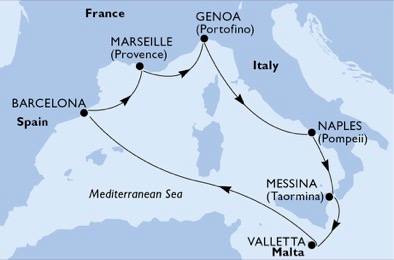 France
GENOA
(Portofino)
MARSEILLE
(Provence)
Italy
BARCELONA
Spain
NAPLES
(Pompeii)
MESSINA
(Taormina)
Mediterranean Sea
VALLETTA
Malta